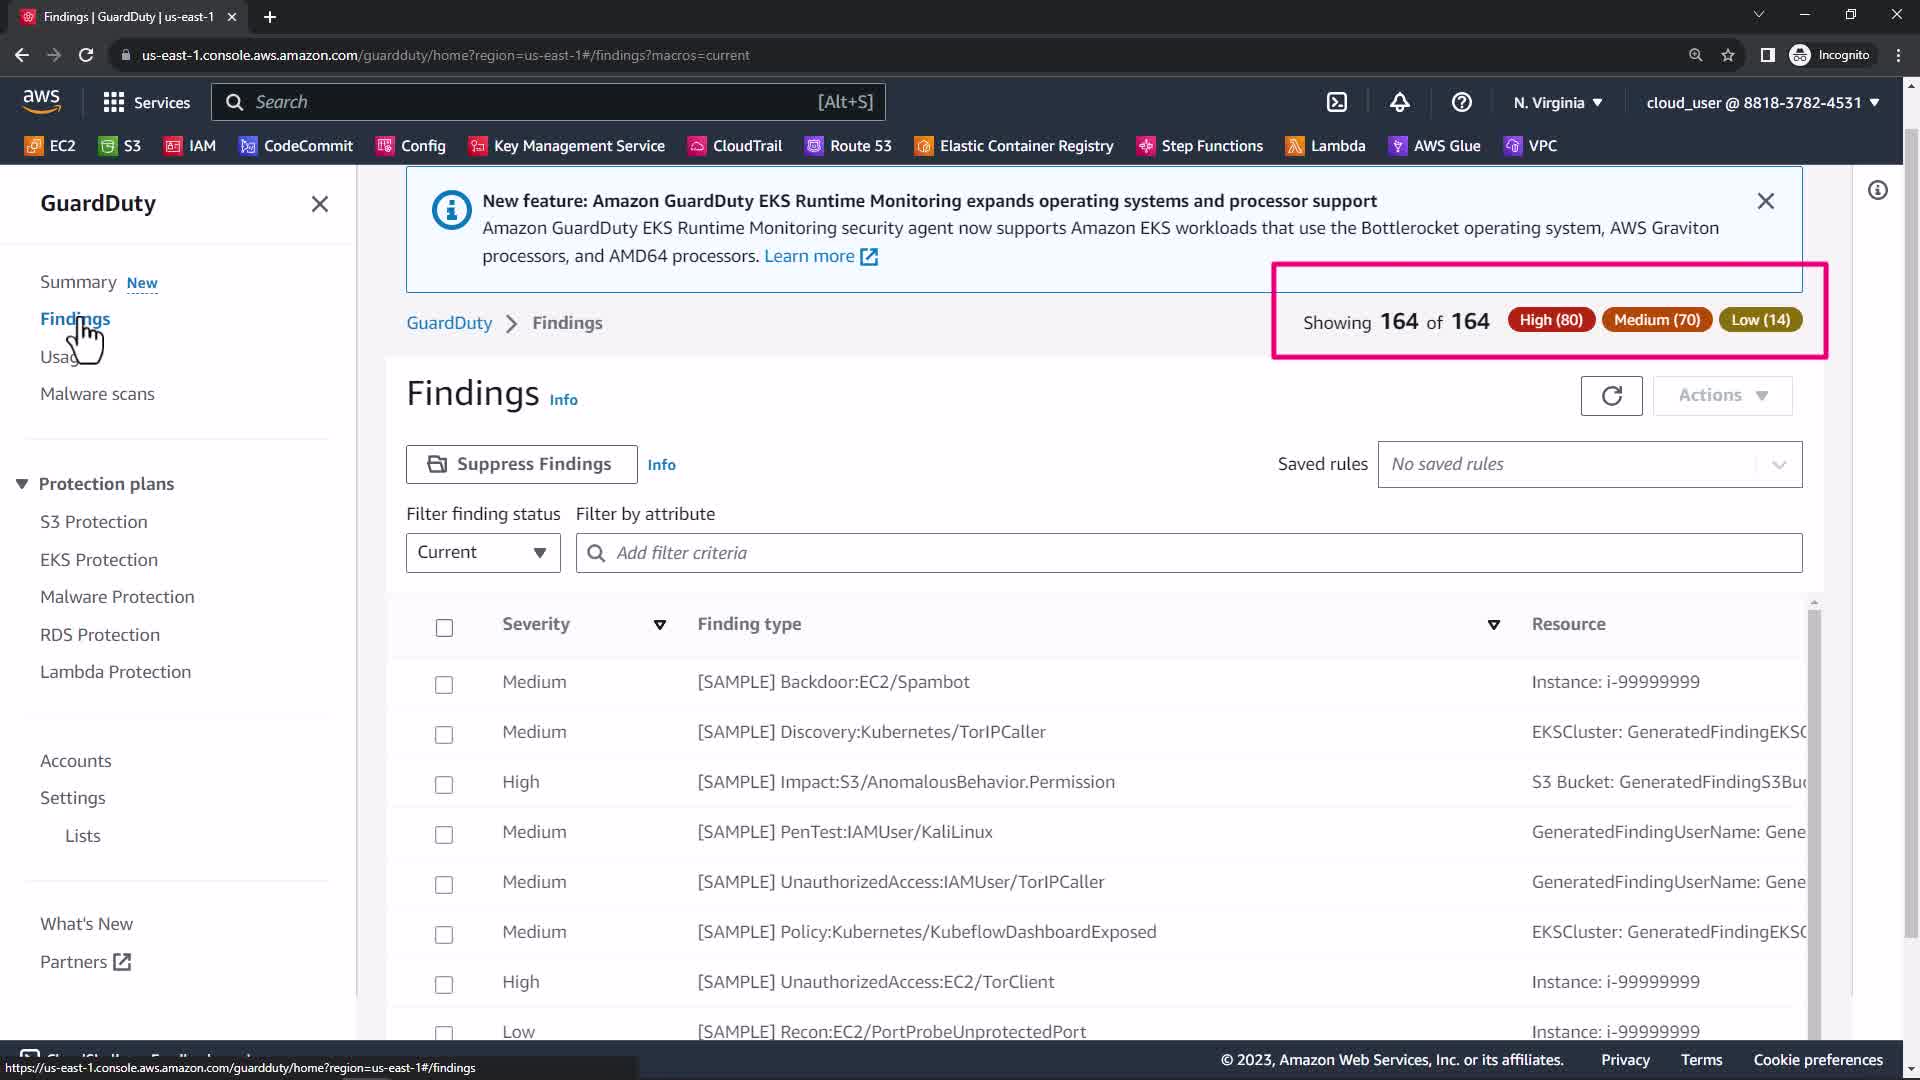 Findings | GuardDuty | us-east-1
us-east-1.console.aws.amazon.com/guardduty/home?region=us-east-1#/findings?macros=current
Incognito
aws
Services
Search
[Alt+S]
N. Virginia
cloud_user @ 8818-3782-4531
EC2
S3
IAM
CodeCommit
Config
Key Management Service
CloudTrail
Route 53
Elastic Container Registry
Step Functions
Lambda
AWS Glue
VPC
GuardDuty
Summary New
Findings
Malware scans
Protection plans
S3 Protection
EKS Protection
Malware Protection
RDS Protection
Lambda Protection
Accounts
Settings
Lists
What's New
Partners
New feature: Amazon GuardDuty EKS Runtime Monitoring expands operating systems and processor support
Amazon GuardDuty EKS Runtime Monitoring security agent now supports Amazon EKS workloads that use the Bottlerocket operating system, AWS Graviton
processors, and AMD64 processors. Learn more
GuardDuty > Findings
Showing 164 of 164 High (80) Medium (70) Low (14)
Findings Info
Actions
Suppress Findings Info
Saved rules No saved rules
Filter finding status Filter by attribute
Current Add filter criteria
Severity Finding type Resource
Medium [SAMPLE] Backdoor:EC2/Spambot Instance: i-99999999
Medium [SAMPLE] Discovery:Kubernetes/TorIPCaller EKSCluster: GeneratedFindingEKSC
High [SAMPLE] Impact:S3/AnomalousBehavior.Permission S3 Bucket: GeneratedFindingS3Buc
Medium [SAMPLE] PenTest:IAMUser/KaliLinux GeneratedFindingUserName: Gene
Medium [SAMPLE] UnauthorizedAccess:IAMUser/TorIPCaller GeneratedFindingUserName: Gene
Medium [SAMPLE] Policy:Kubernetes/KubeflowDashboardExposed EKSCluster: GeneratedFindingEKSC
High [SAMPLE] UnauthorizedAccess:EC2/TorClient Instance: i-99999999
Low [SAMPLE] Recon:EC2/PortProbeUnprotectedPort Instance: i-99999999
© 2023, Amazon Web Services, Inc. or its affiliates. Privacy Terms Cookie preferences
https://us-east-1.console.aws.amazon.com/guardduty/home?region=us-east-1#/findings